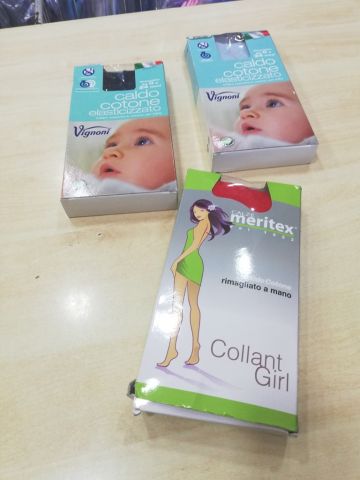 caldo
cotone
elasticizzato
Vignoni
caldo
cotone
elasticizzato
Vignoni
meritex
rimagliato a mano
Collant
Girl